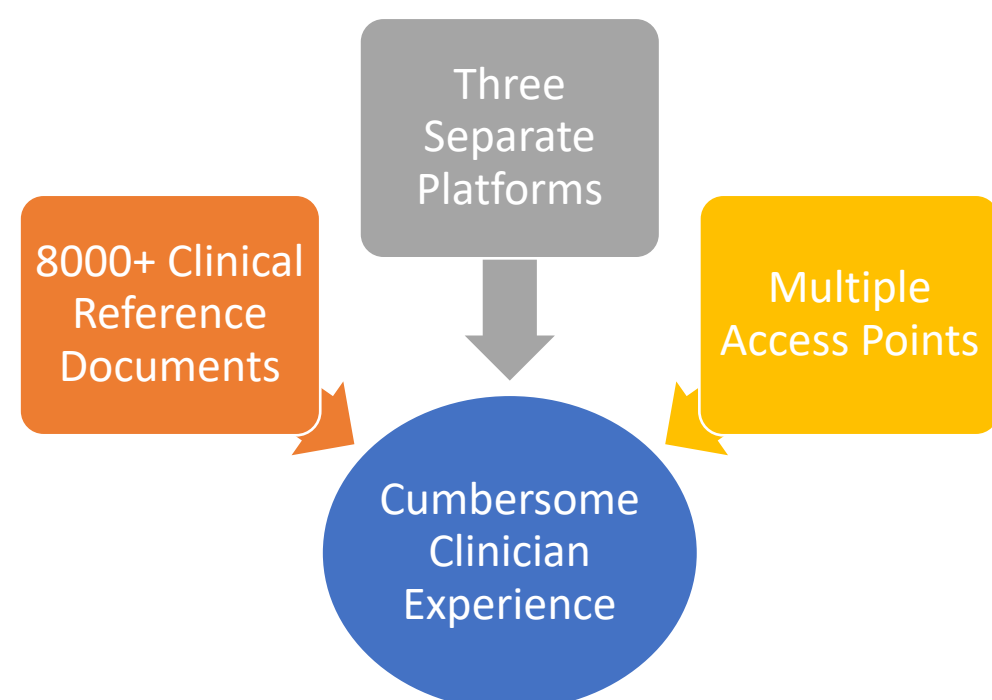 Three
Separate
Platforms
8000+ Clinical
Reference
Documents
Multiple
Access Points
Cumbersome
Clinician
Experience